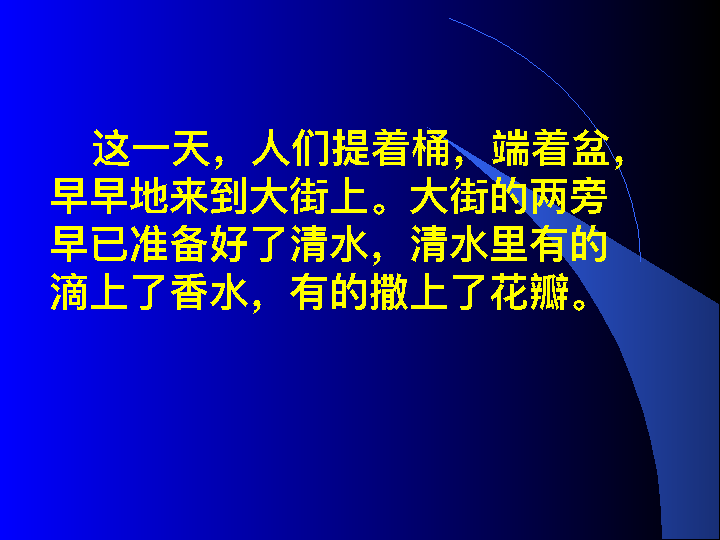 这一天，人们提着桶，端着盆，
早早地来到大街上。大街的两旁
早已准备好了清水，清水里有的
滴上了香水，有的撒上了花瓣。